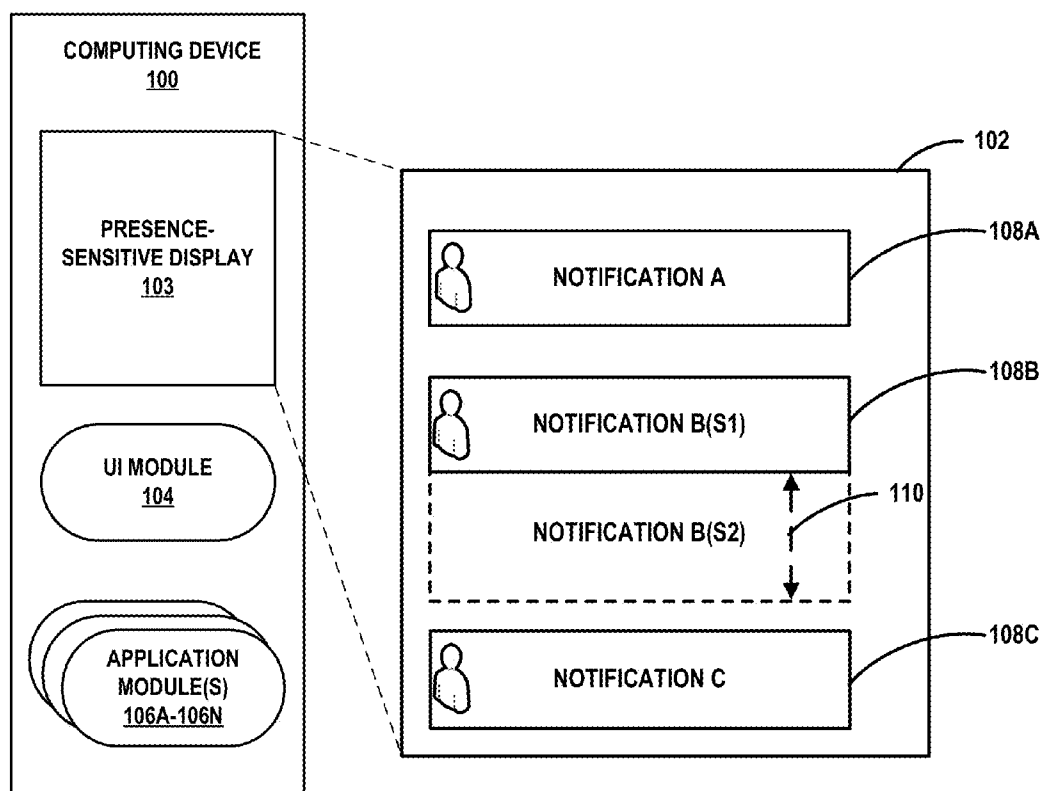 COMPUTING DEVICE
100
PRESENCE-
SENSITIVE DISPLAY
103
UI MODULE
104
APPLICATION
MODULE(S)
106A-106N
102
108A
NOTIFICATION A
108B
NOTIFICATION B(S1)
110
NOTIFICATION B(S2)
108C
NOTIFICATION C